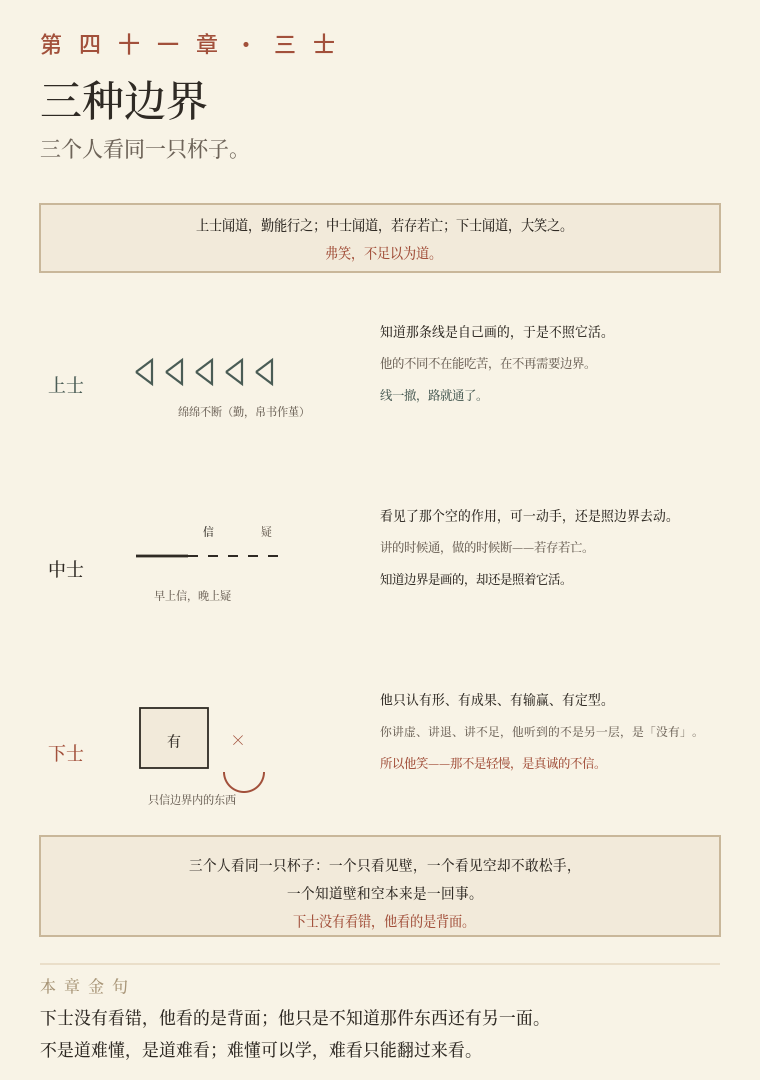 第四十一章·三士
三种边界
三个人看同一只杯子。
上士闻道，勤能行之；中士闻道，若存若亡；下士闻道，大笑之。
弗笑，不足以为道。
上士
绵绵不断（勤，帛书作堇）
知道那条线是自己画的，于是不照它活。
他的不同不在能吃苦，在不再需要边界。
线一撤，路就通了。
中士
信 疑
早上信，晚上疑
看见了那个空的作用，可一动手，还是照边界去动。
讲的时候通，做的时候断——若存若亡。
知道边界是画的，却还是照着它活。
下士
有 ×
只信边界内的东西
他只认有形、有成果、有输赢、有定型。
你讲虚、讲退、讲不足，他听到的不是另一层，是「没有」。
所以他笑——那不是轻慢，是真诚的不信。
三个人看同一只杯子：一个只看见壁，一个看见空却不敢松手，
一个知道壁和空本来是一回事。
下士没有看错，他看的是背面。
本章金句
下士没有看错，他看的是背面；他只是不知道那件东西还有另一面。
不是道难懂，是道难看；难懂可以学，难看只能翻过来看。